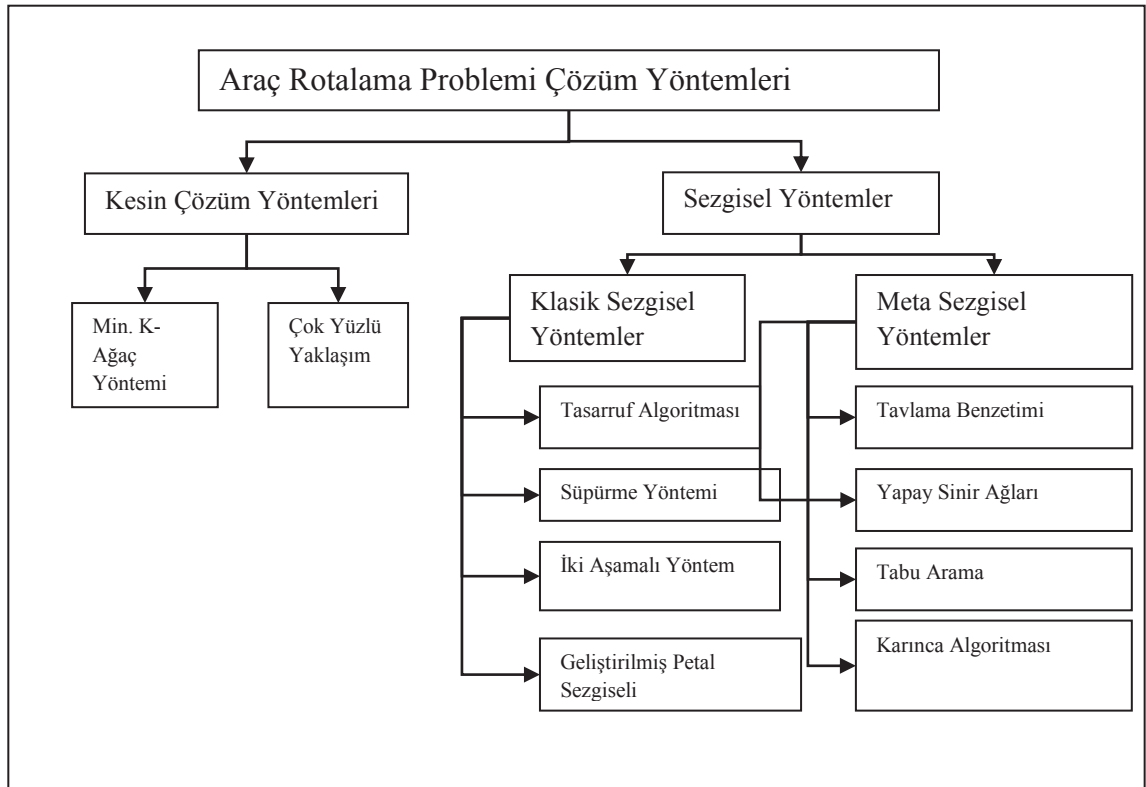 Araç Rotalama Problemi Çözüm Yöntemleri
Kesin Çözüm Yöntemleri
Sezgisel Yöntemler
Min. K-
Ağaç
Yöntemi
Çok Yüzlü
Yaklaşım
Klasik Sezgisel
Yöntemler
Meta Sezgisel
Yöntemler
Tasarruf Algoritması
Süpürme Yöntemi
İki Aşamalı Yöntem
Geliştirilmiş Petal
Sezgiseli
Tavlama Benzetimi
Yapay Sinir Ağları
Tabu Arama
Karınca Algoritması